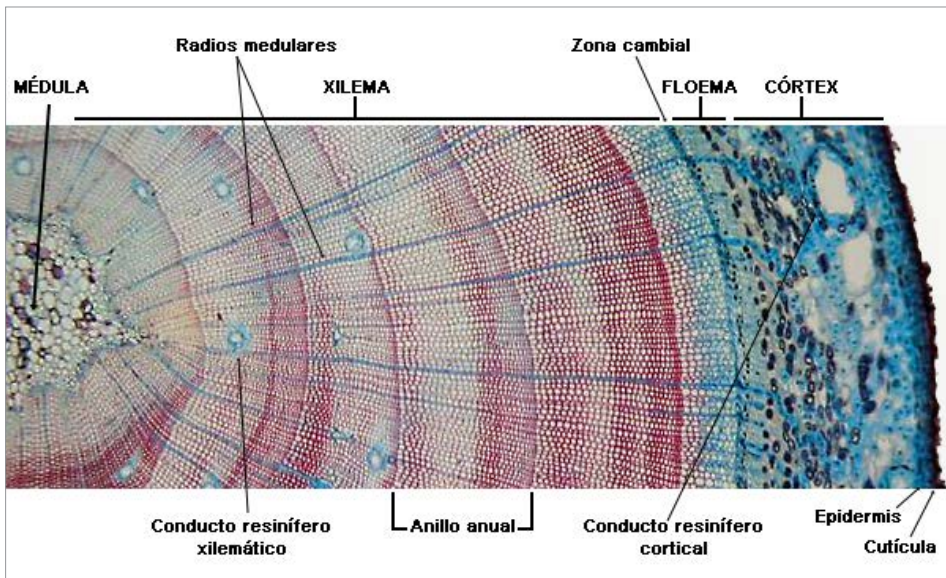 Radios medulares
Zona cambial
MÉDULA
XILEMA
FLOEMA
CÓRTEX
Conducto resinífero
xilemático
Anillo anual
Conducto resinífero
cortical
Epidermis
Cutícula